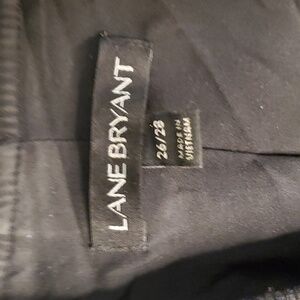 LANE BRYANT
26/28
MADE IN
VIETNAM